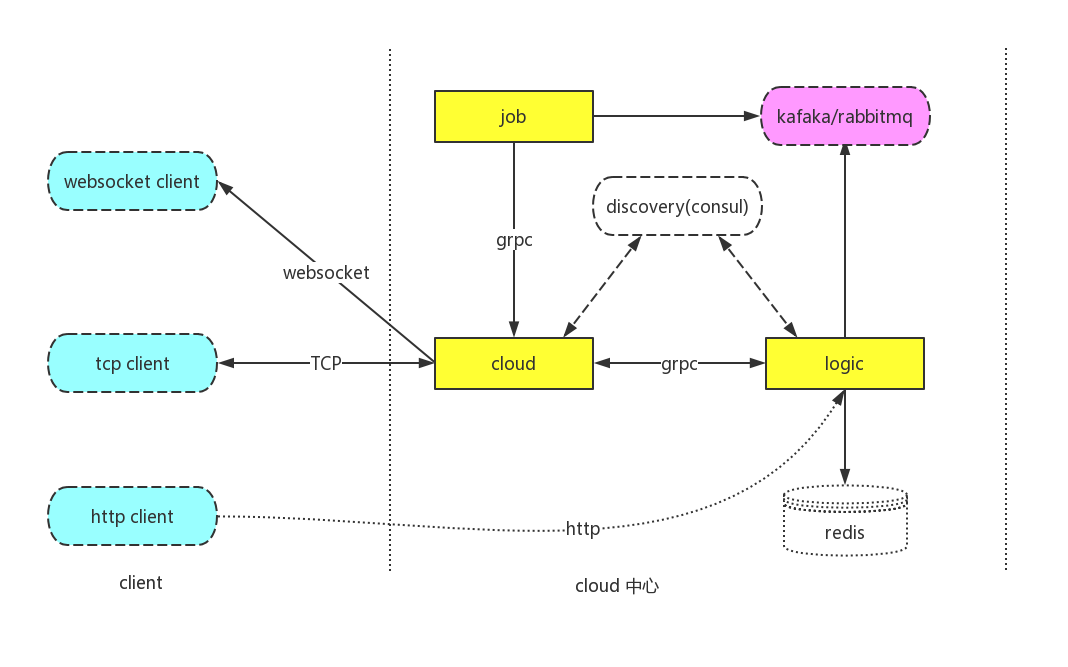 job
kafaka/rabbitmq
websocket client
discovery(consul)
grpc
websocket
tcp client
TCP
cloud
grpc
logic
http client
http
redis
client
cloud 中心